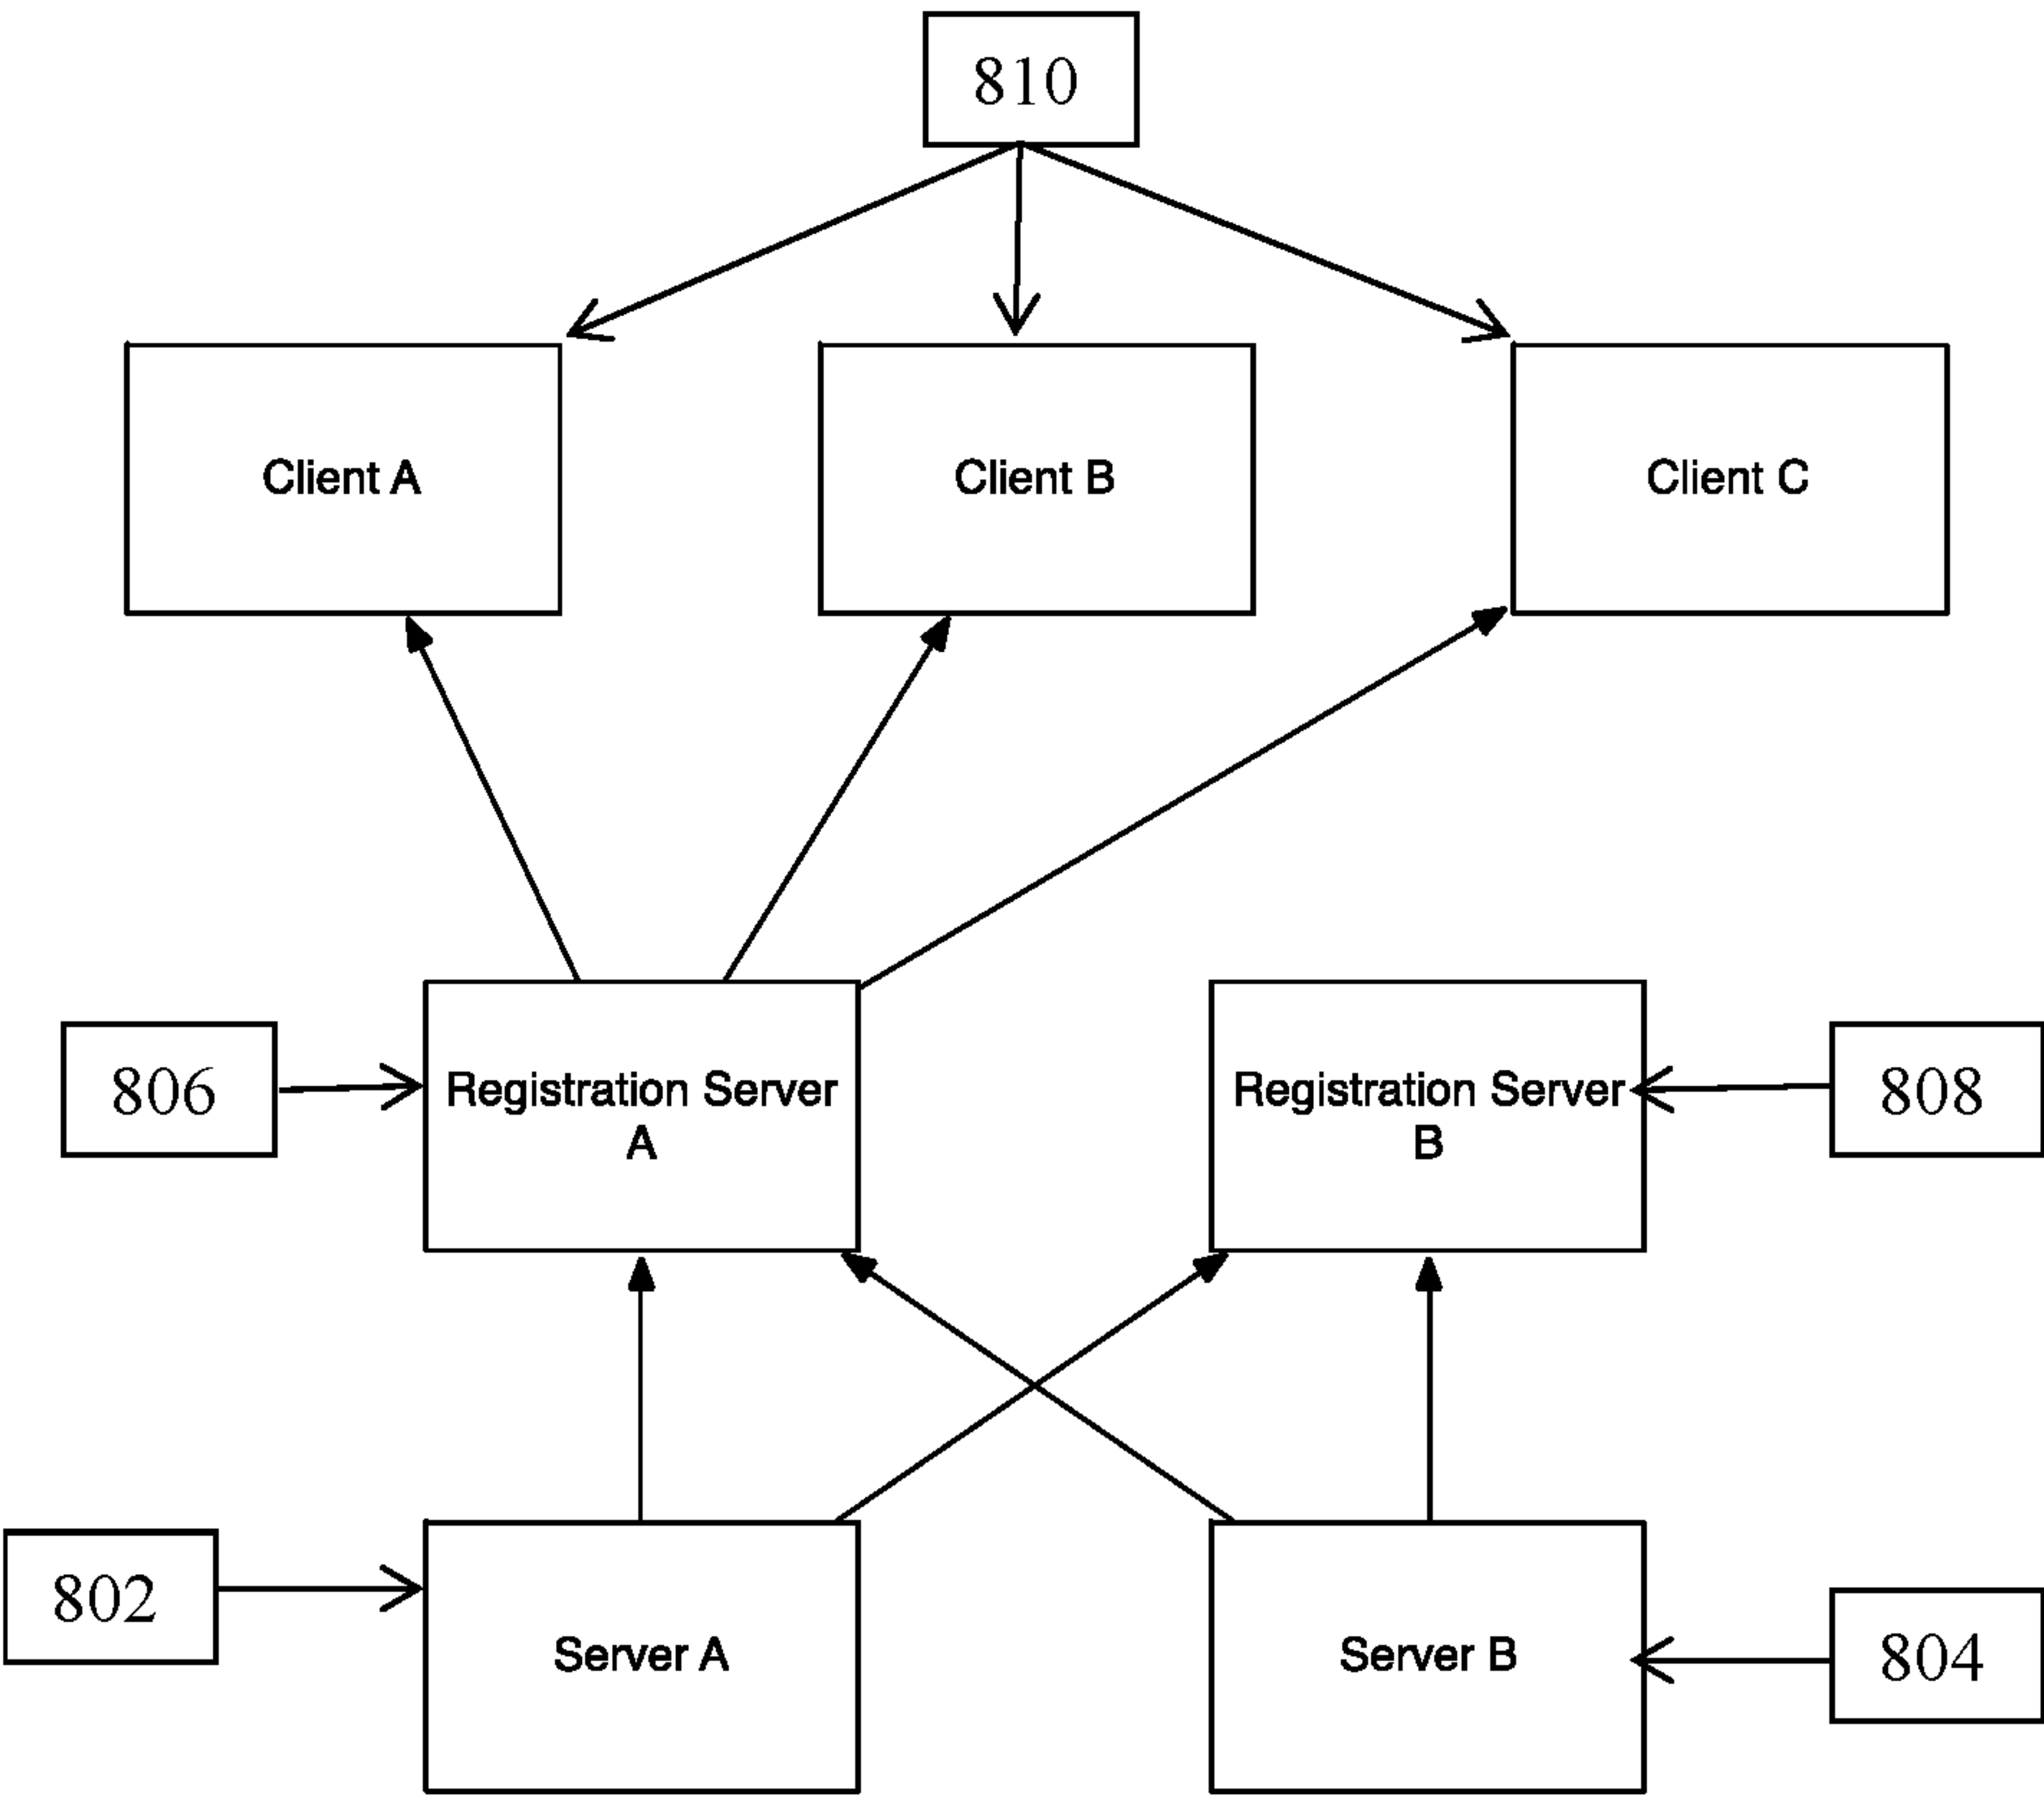 810
Client A
Client B
Client C
806
Registration Server
A
Registration Server
B
808
802
Server A
Server B
804